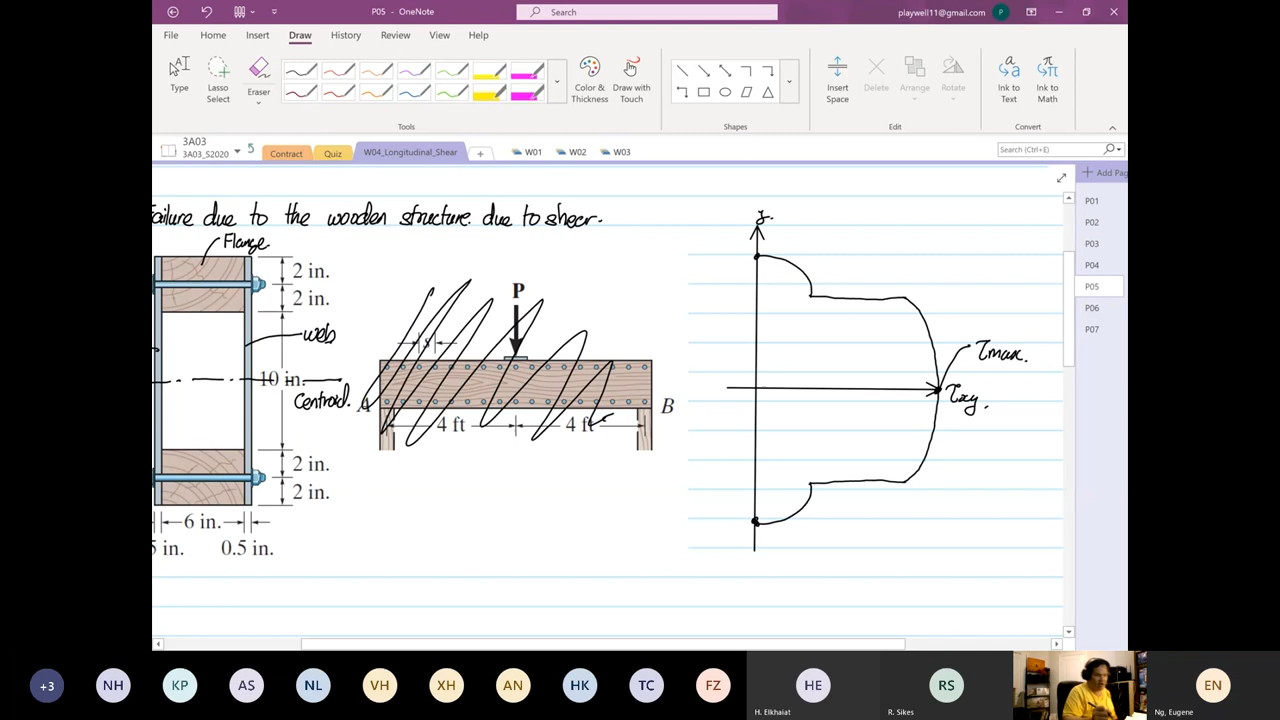 P05 - OneNote
Search
playwell11@gmail.com
P
File Home Insert Draw History Review View Help
Type
Lasso Select
Eraser
Color & Thickness
Draw with Touch
Insert Space
Delete
Arrange
Rotate
Ink to Text
Ink to Math
Tools
Shapes
Edit
Convert
3A03
3A03_S2020
5
Contract
Quiz
W04_Longitudinal_Shear
W01
W02
W03
Search (Ctrl+E)
Add Pag
P01
P02
P03
P04
P05
P06
P07
failure due to the wooden structure due to shear.
Flange
2 in.
2 in.
web
10 in.
Centroid.
2 in.
2 in.
6 in.
5 in.
0.5 in.
P
s
A
B
4 ft
4 ft
y.
τmax.
τxy.
+3
NH
KP
AS
NL
VH
XH
AN
HK
TC
FZ
HE
H. Elkhaiat
RS
R. Sikes
EN
Ng, Eugene